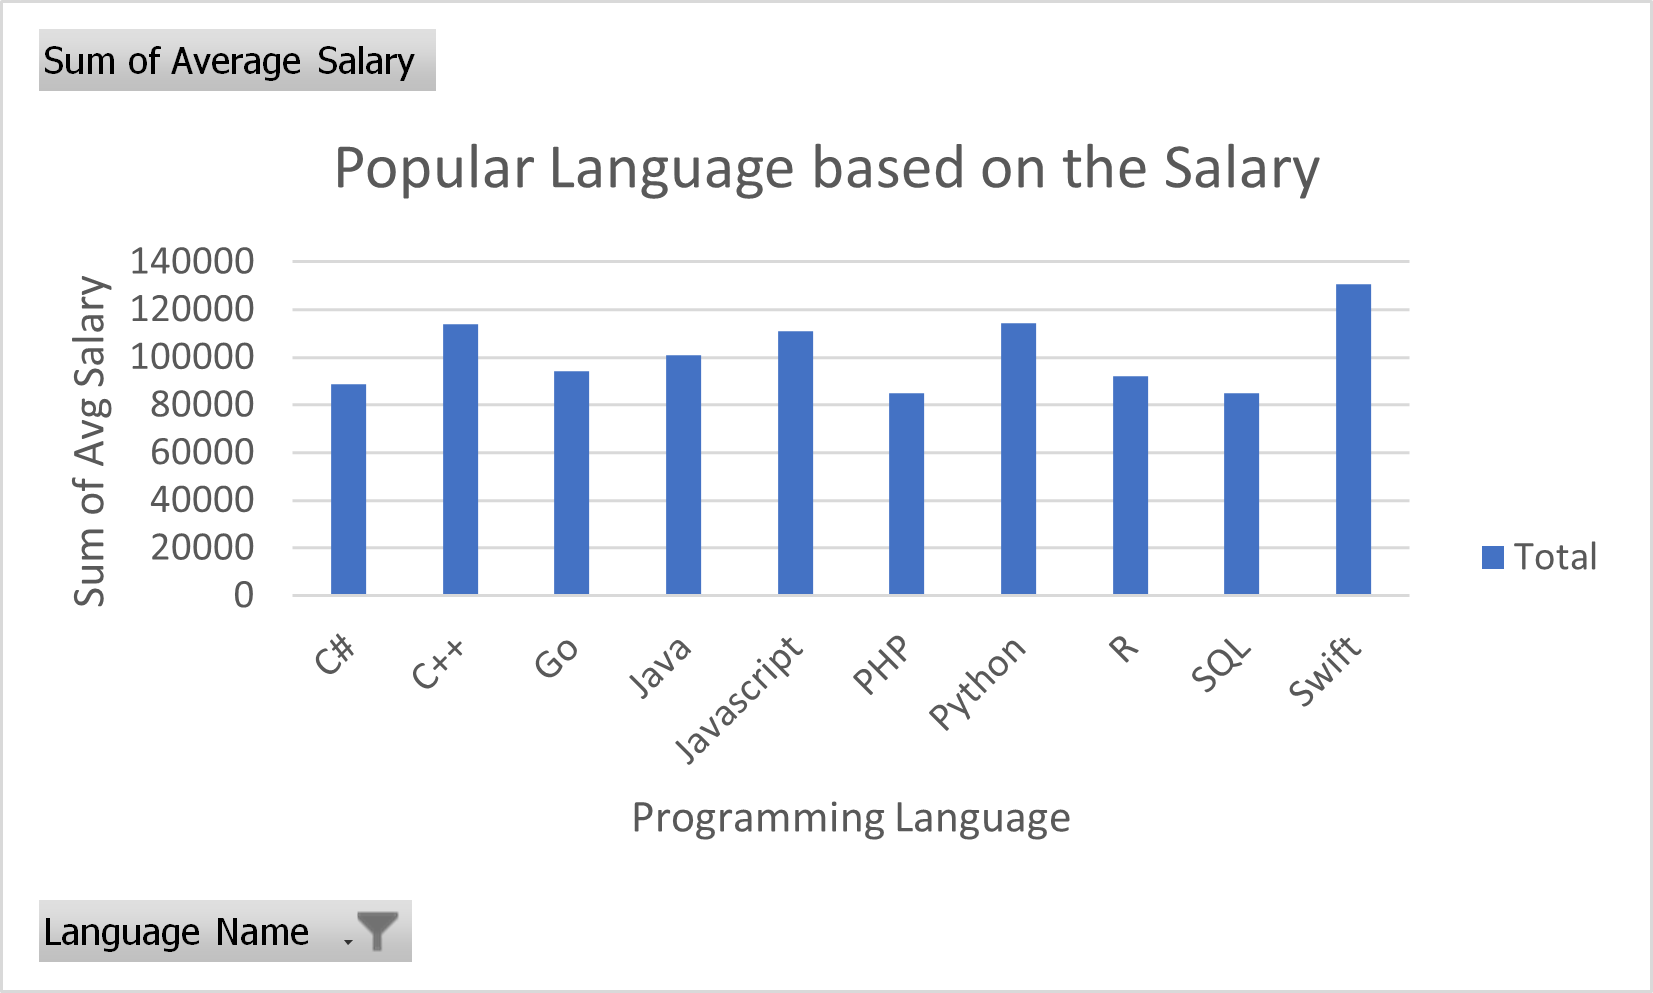 Sum of Average Salary
Popular Language based on the Salary
Sum of Avg Salary
140000
120000
100000
80000
60000
40000
20000
0
C#
C++
Go
Java
Javascript
PHP
Python
R
SQL
Swift
Total
Programming Language
Language Name